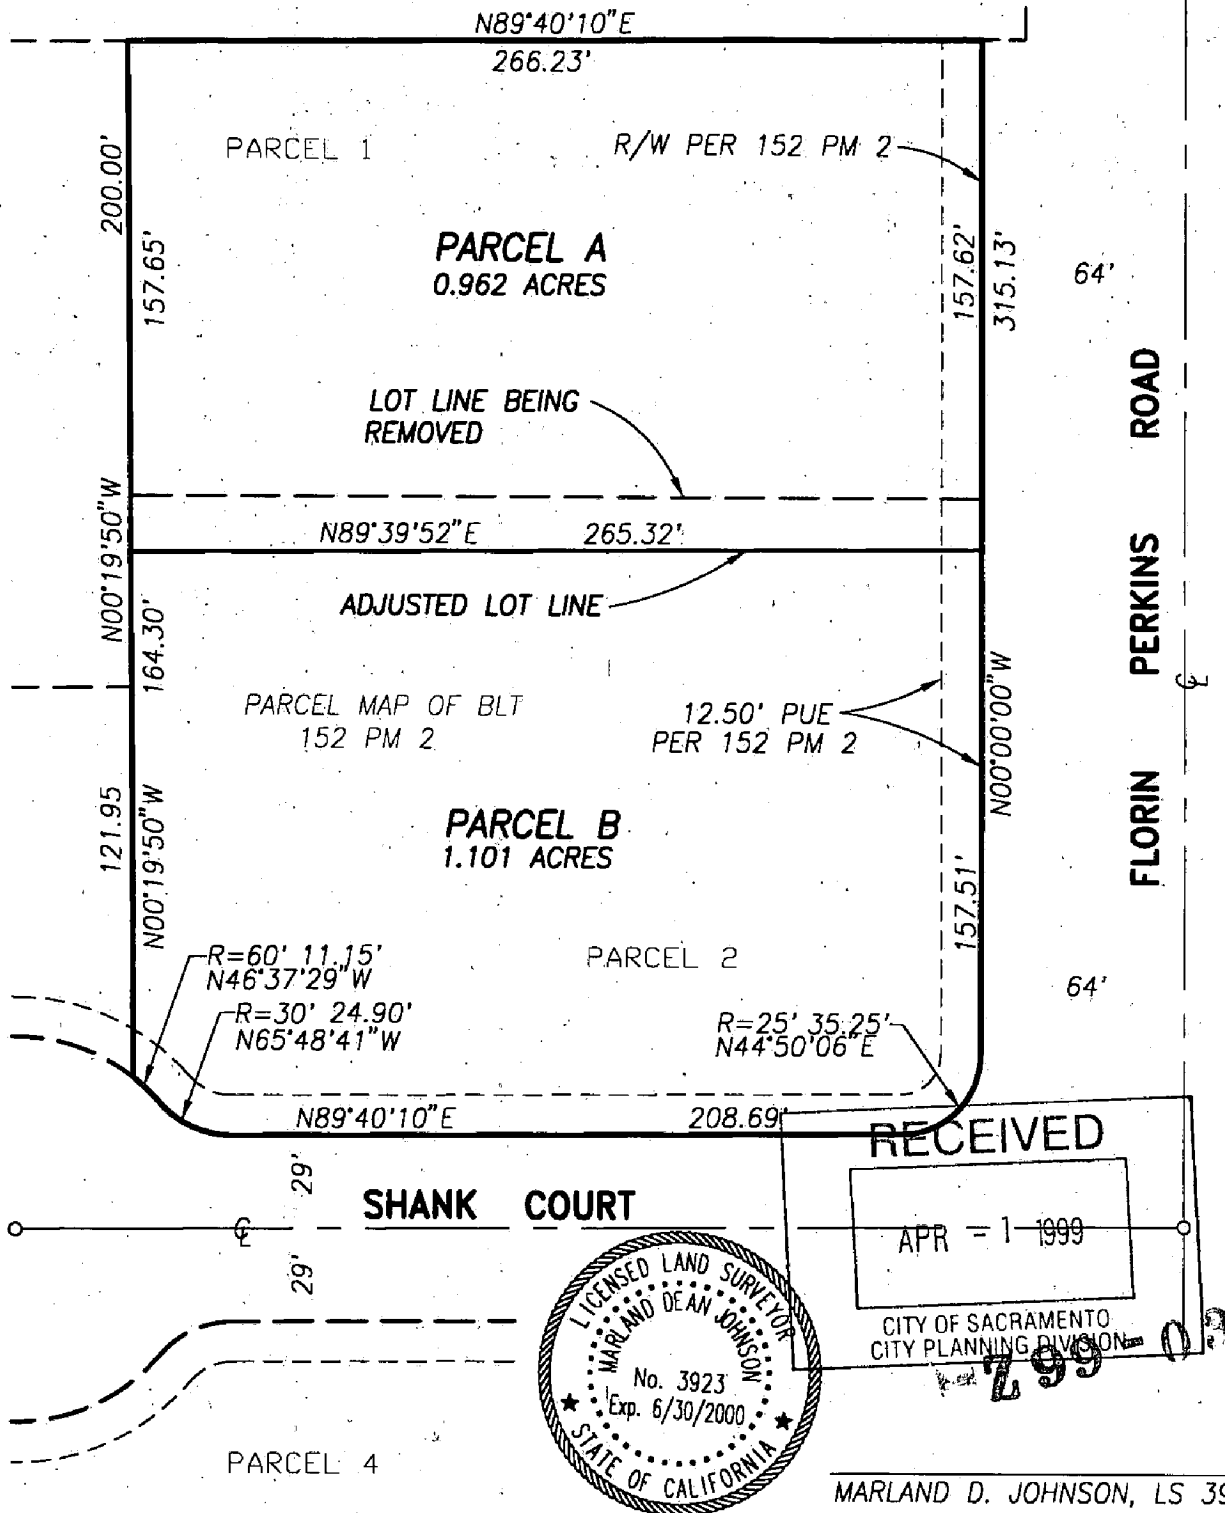 N89°40'10"E
266.23'
PARCEL 1
R/W PER 152 PM 2
200.00'
157.65'
PARCEL A
0.962 ACRES
157.62'
315.13'
64'
LOT LINE BEING
REMOVED
N00°19'50"W
N89°39'52"E 265.32'
ADJUSTED LOT LINE
164.30'
PARCEL MAP OF BLT
152 PM 2
12.50' PUE
PER 152 PM 2
N00°00'00"W
FLORIN PERKINS ROAD
121.95
N00°19'50"W
PARCEL B
1.101 ACRES
157.51'
PARCEL 2
R=60' 11.15'
N46°37'29"W
R=30' 24.90'
N65°48'41"W
R=25' 35.25'
N44°50'06"E
64'
N89°40'10"E 208.69'
29'
SHANK COURT
29'
RECEIVED
APR - 1 1999
CITY OF SACRAMENTO
CITY PLANNING DIVISION
LICENSED LAND SURVEYOR
MARLAND DEAN JOHNSON
No. 3923
Exp. 6/30/2000
STATE OF CALIFORNIA
PARCEL 4
MARLAND D. JOHNSON, LS 39